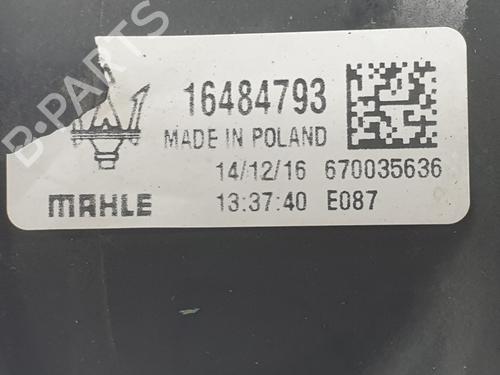 16484793
MADE IN POLAND
14/12/16 670035636
MAHLE 13:37:40 E087
B-PARTS